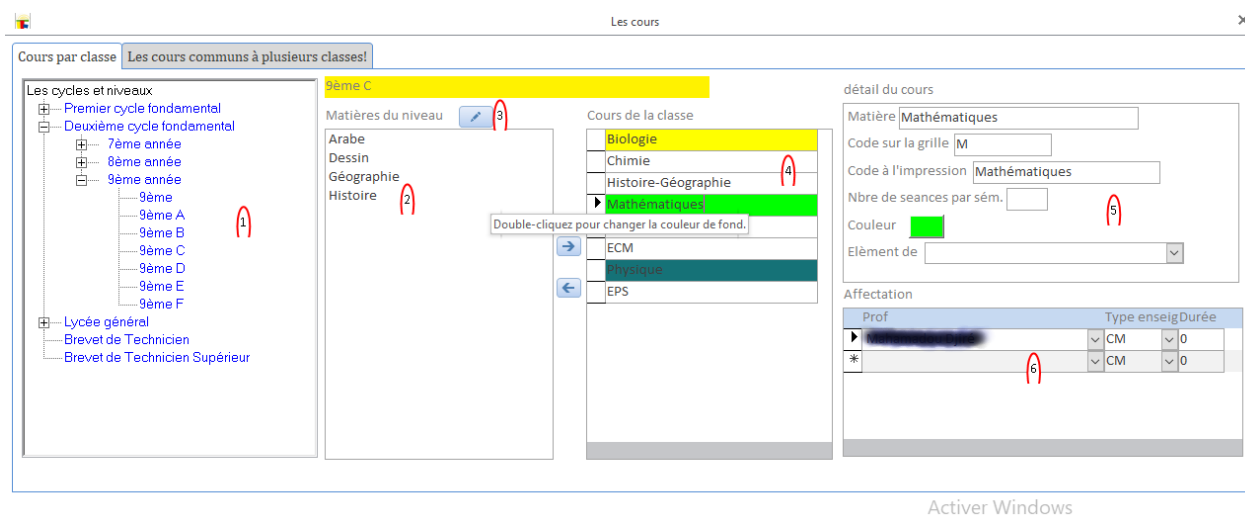 Les cours
Cours par classe
Les cours communs à plusieurs classes!
Les cycles et niveaux
Premier cycle fondamental
Deuxième cycle fondamental
7ème année
8ème année
9ème année
9ème
9ème A
9ème B
9ème C
9ème D
9ème E
9ème F
Lycée général
Brevet de Technicien
Brevet de Technicien Supérieur
1
9ème C
Matières du niveau
3
Arabe
Dessin
Géographie
Histoire
2
Cours de la classe
Biologie
Chimie
4
Histoire-Géographie
Mathématiques
Double-cliquez pour changer la couleur de fond.
ECM
Physique
EPS
détail du cours
Matière Mathématiques
Code sur la grille M
Code à l'impression Mathématiques
Nbre de seances par sém.
5
Couleur
Elèment de
Affectation
Prof Type enseig Durée
CM 0
* CM 0
6
Activer Windows